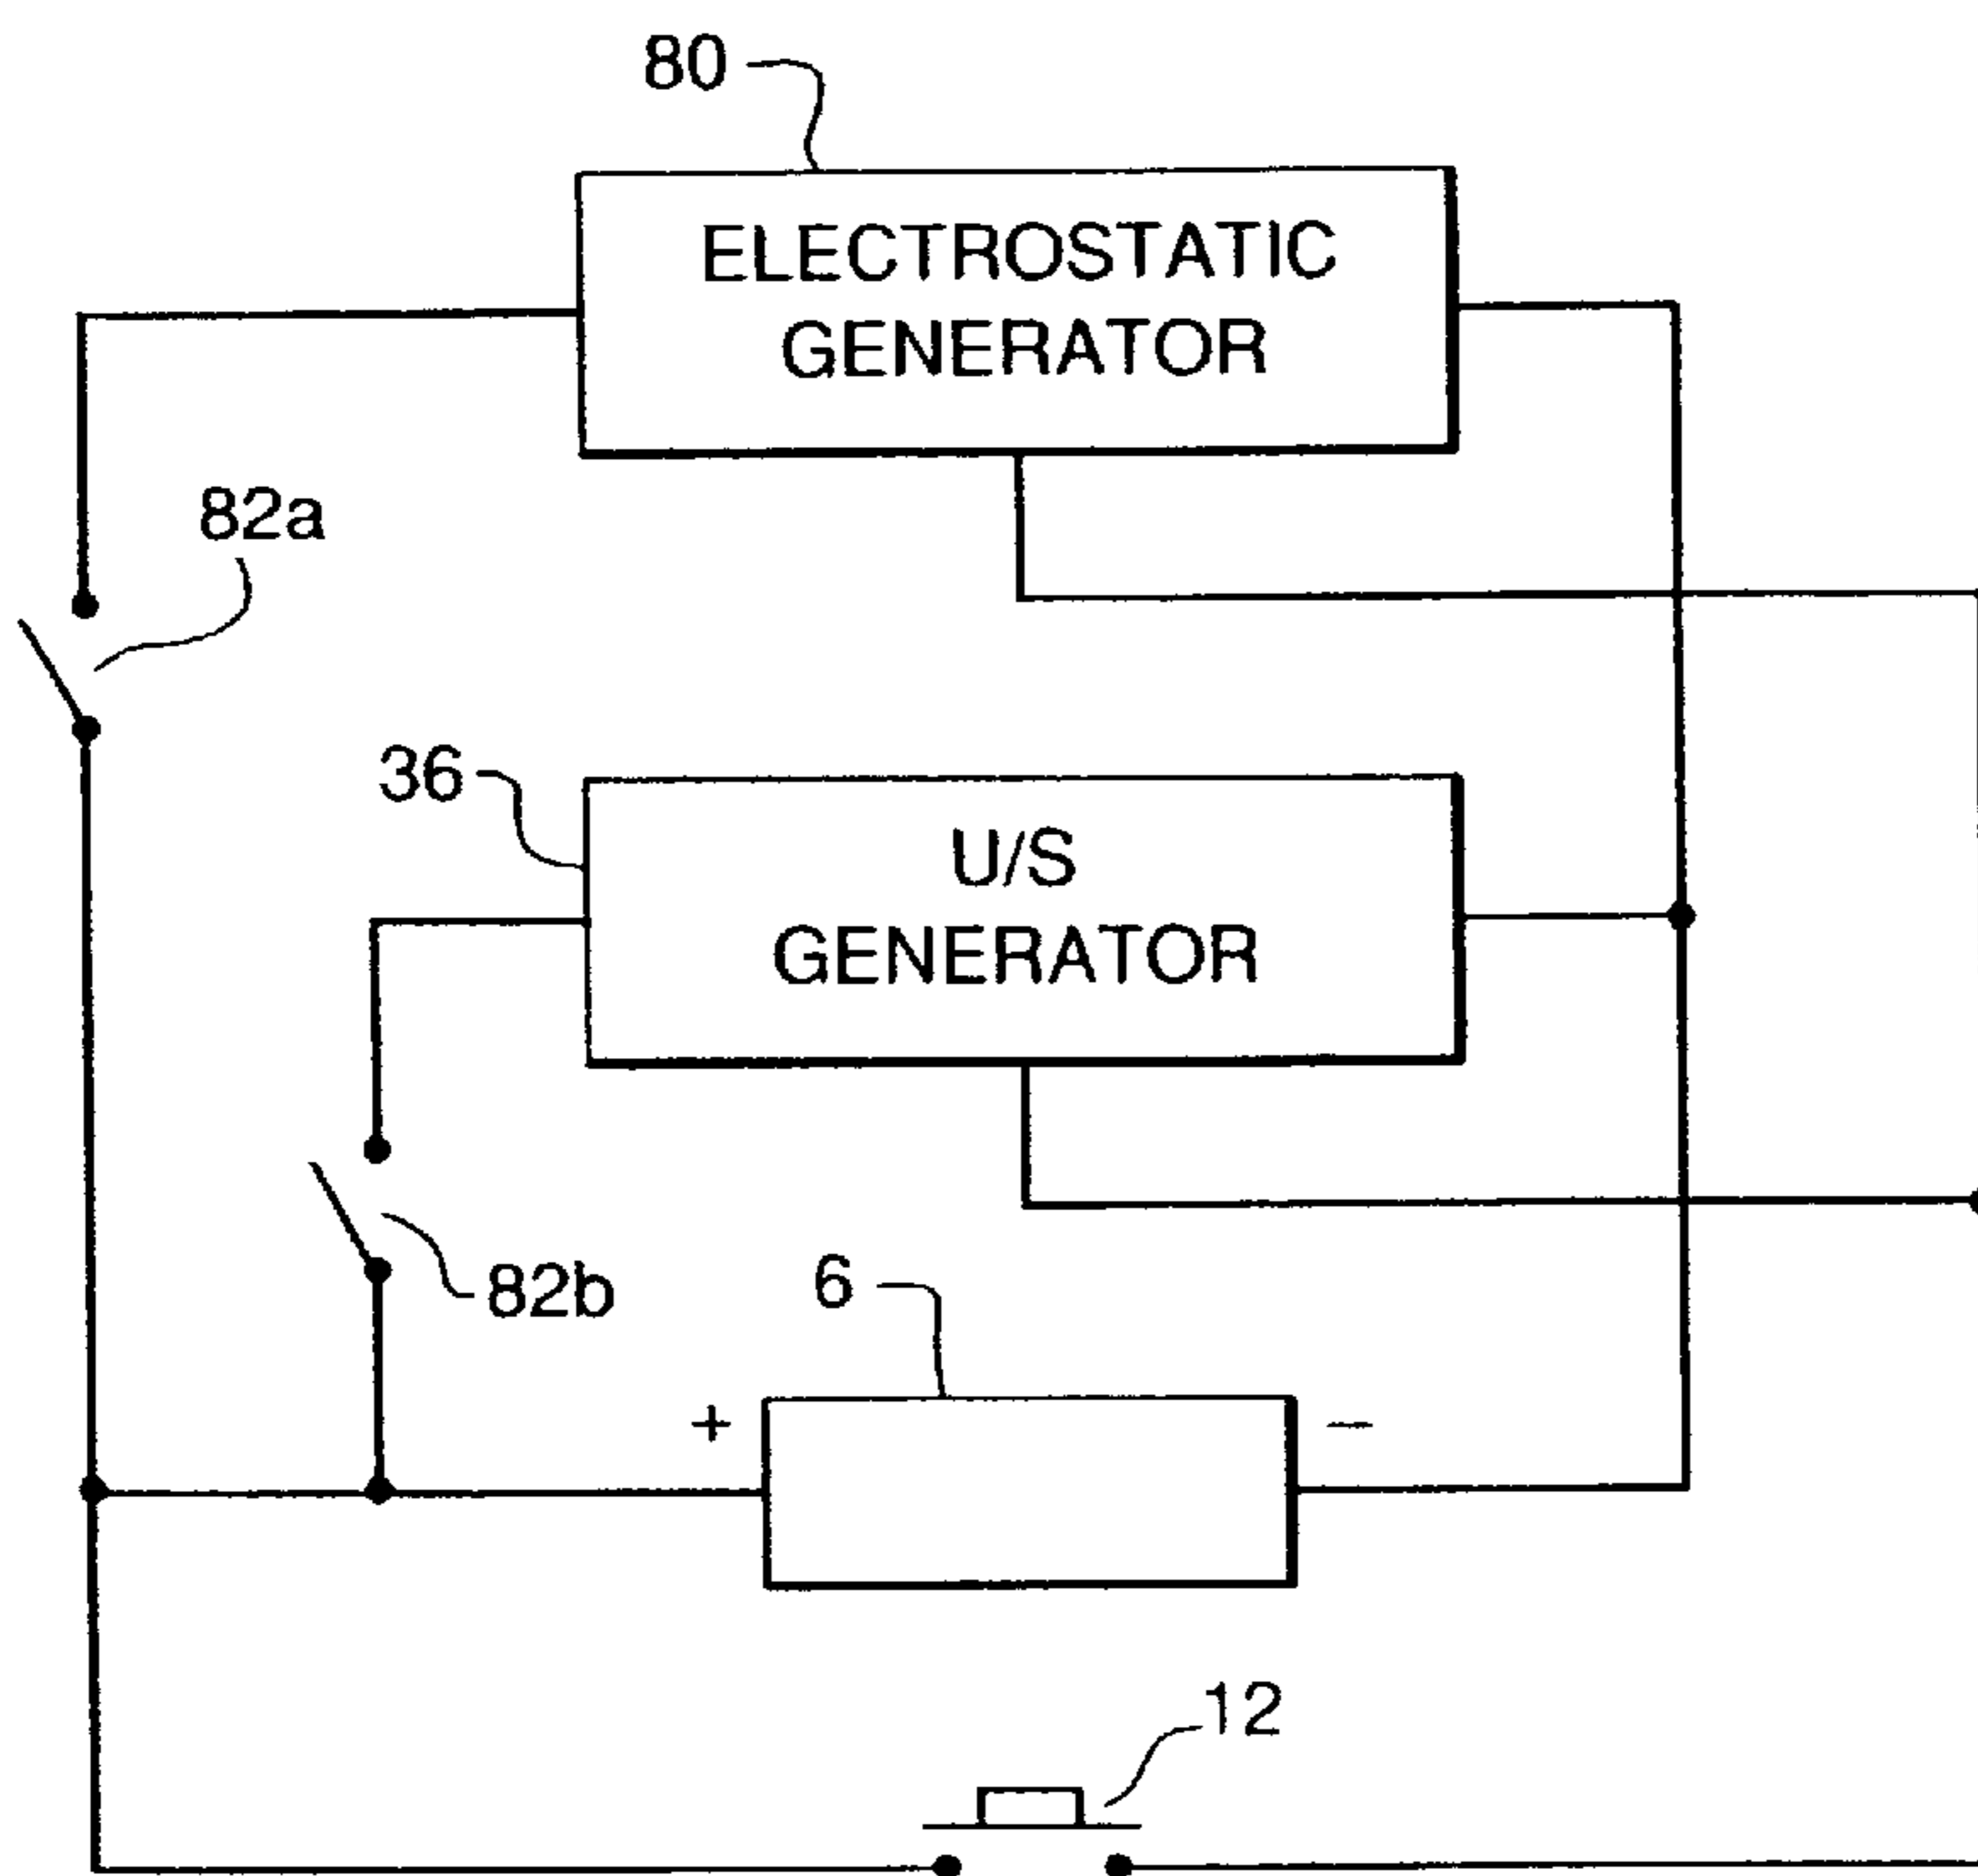 80
ELECTROSTATIC
GENERATOR
82a
36
U/S
GENERATOR
82b
6
+
—
12